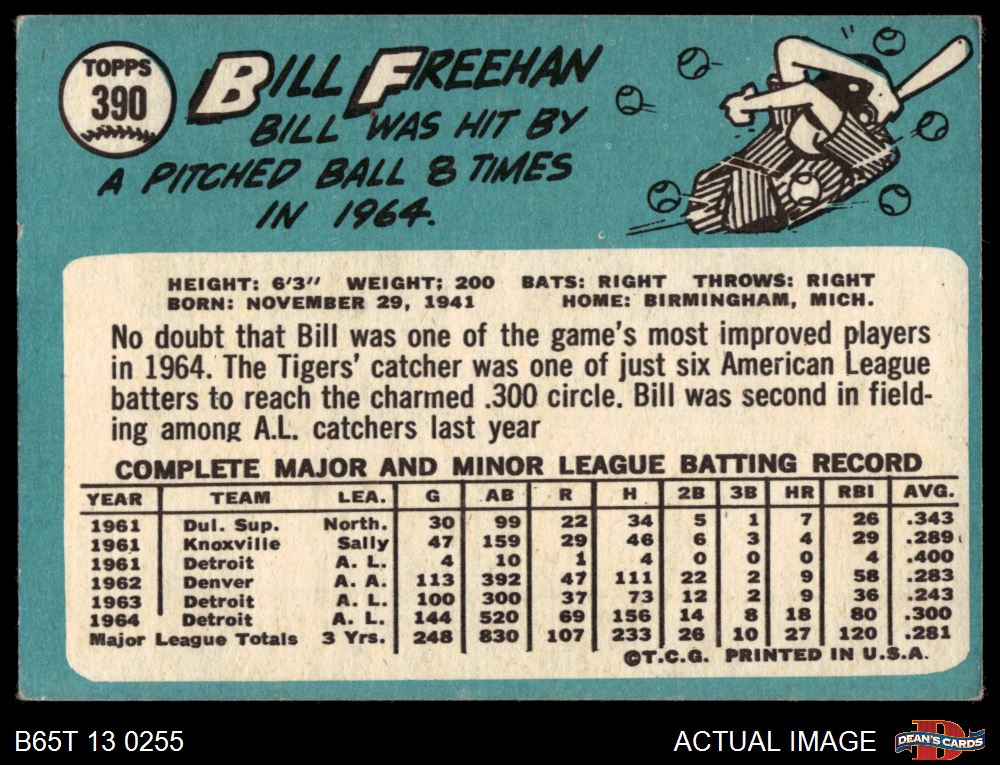 TOPPS
390
BILL FREEHAN
BILL WAS HIT BY
A PITCHED BALL 8 TIMES
IN 1964.
HEIGHT: 6'3" WEIGHT: 200 BATS: RIGHT THROWS: RIGHT
BORN: NOVEMBER 29, 1941 HOME: BIRMINGHAM, MICH.
No doubt that Bill was one of the game's most improved players
in 1964. The Tigers' catcher was one of just six American League
batters to reach the charmed .300 circle. Bill was second in field-
ing among A.L. catchers last year
COMPLETE MAJOR AND MINOR LEAGUE BATTING RECORD
YEAR TEAM LEA. G AB R H 2B 3B HR RBI AVG.
1961 Dul. Sup. North. 30 99 22 34 5 1 7 26 .343
1961 Knoxville Sally 47 159 29 46 6 3 4 29 .289
1961 Detroit A. L. 4 10 1 4 0 0 0 4 .400
1962 Denver A. A. 113 392 47 111 22 2 9 58 .283
1963 Detroit A. L. 100 300 37 73 12 2 9 36 .243
1964 Detroit A. L. 144 520 69 156 14 8 18 80 .300
Major League Totals 3 Yrs. 248 830 107 233 26 10 27 120 .281
©T.C.G. PRINTED IN U.S.A.
B65T 13 0255
ACTUAL IMAGE
DEAN'S CARDS